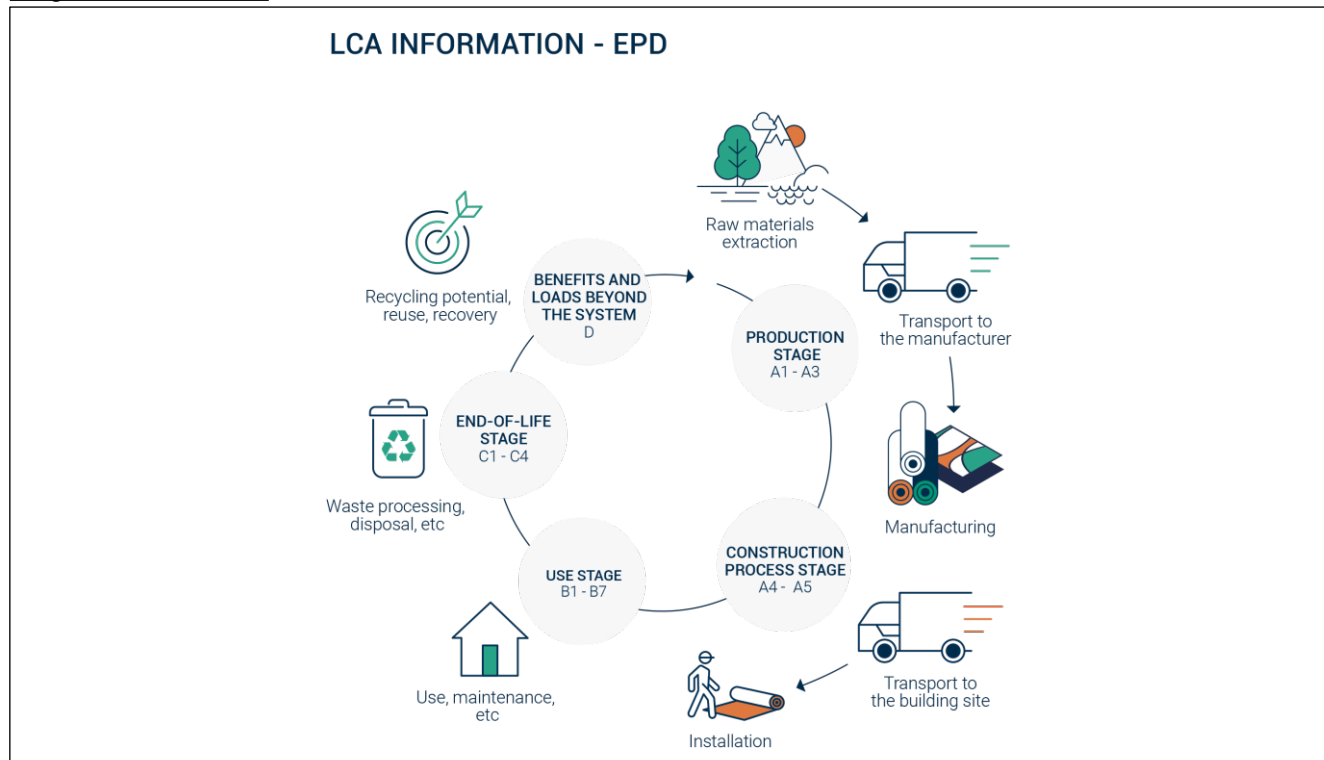 LCA INFORMATION - EPD
Raw materials
extraction
Transport to
the manufacturer
Manufacturing
Transport to
the building site
Installation
Use, maintenance,
etc
Waste processing,
disposal, etc
Recycling potential,
reuse, recovery
BENEFITS AND
LOADS BEYOND
THE SYSTEM
D
PRODUCTION
STAGE
A1 - A3
CONSTRUCTION
PROCESS STAGE
A4 - A5
USE STAGE
B1 - B7
END-OF-LIFE
STAGE
C1 - C4